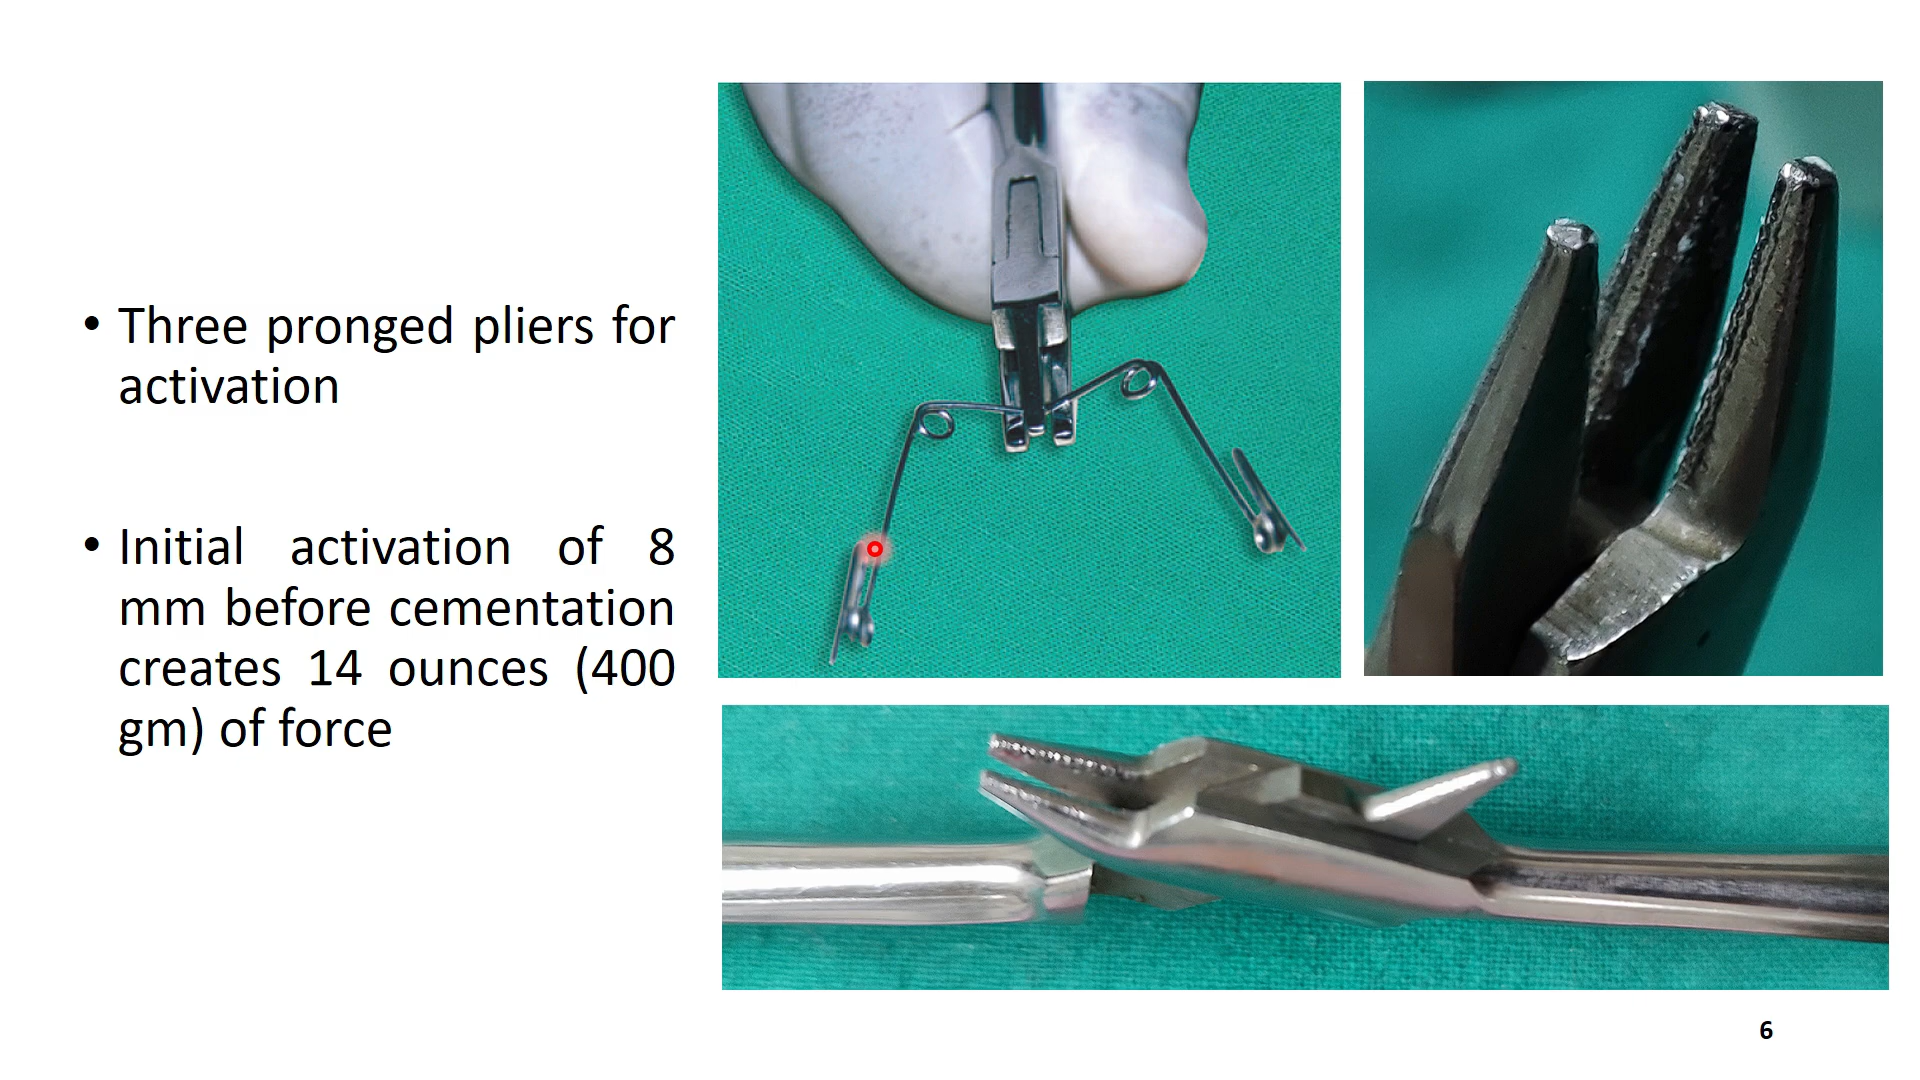 • Three pronged pliers for
activation
• Initial activation of 8
mm before cementation
creates 14 ounces (400
gm) of force
6